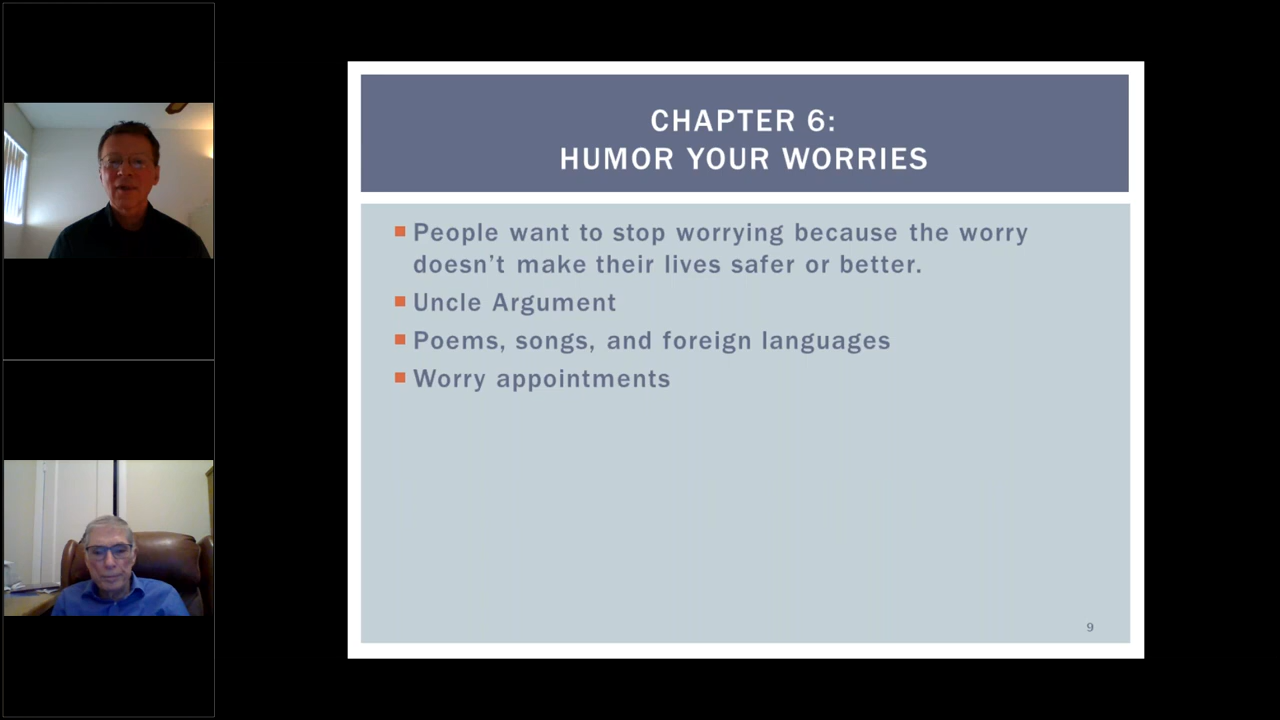 CHAPTER 6:
HUMOR YOUR WORRIES
People want to stop worrying because the worry
doesn’t make their lives safer or better.
Uncle Argument
Poems, songs, and foreign languages
Worry appointments
9